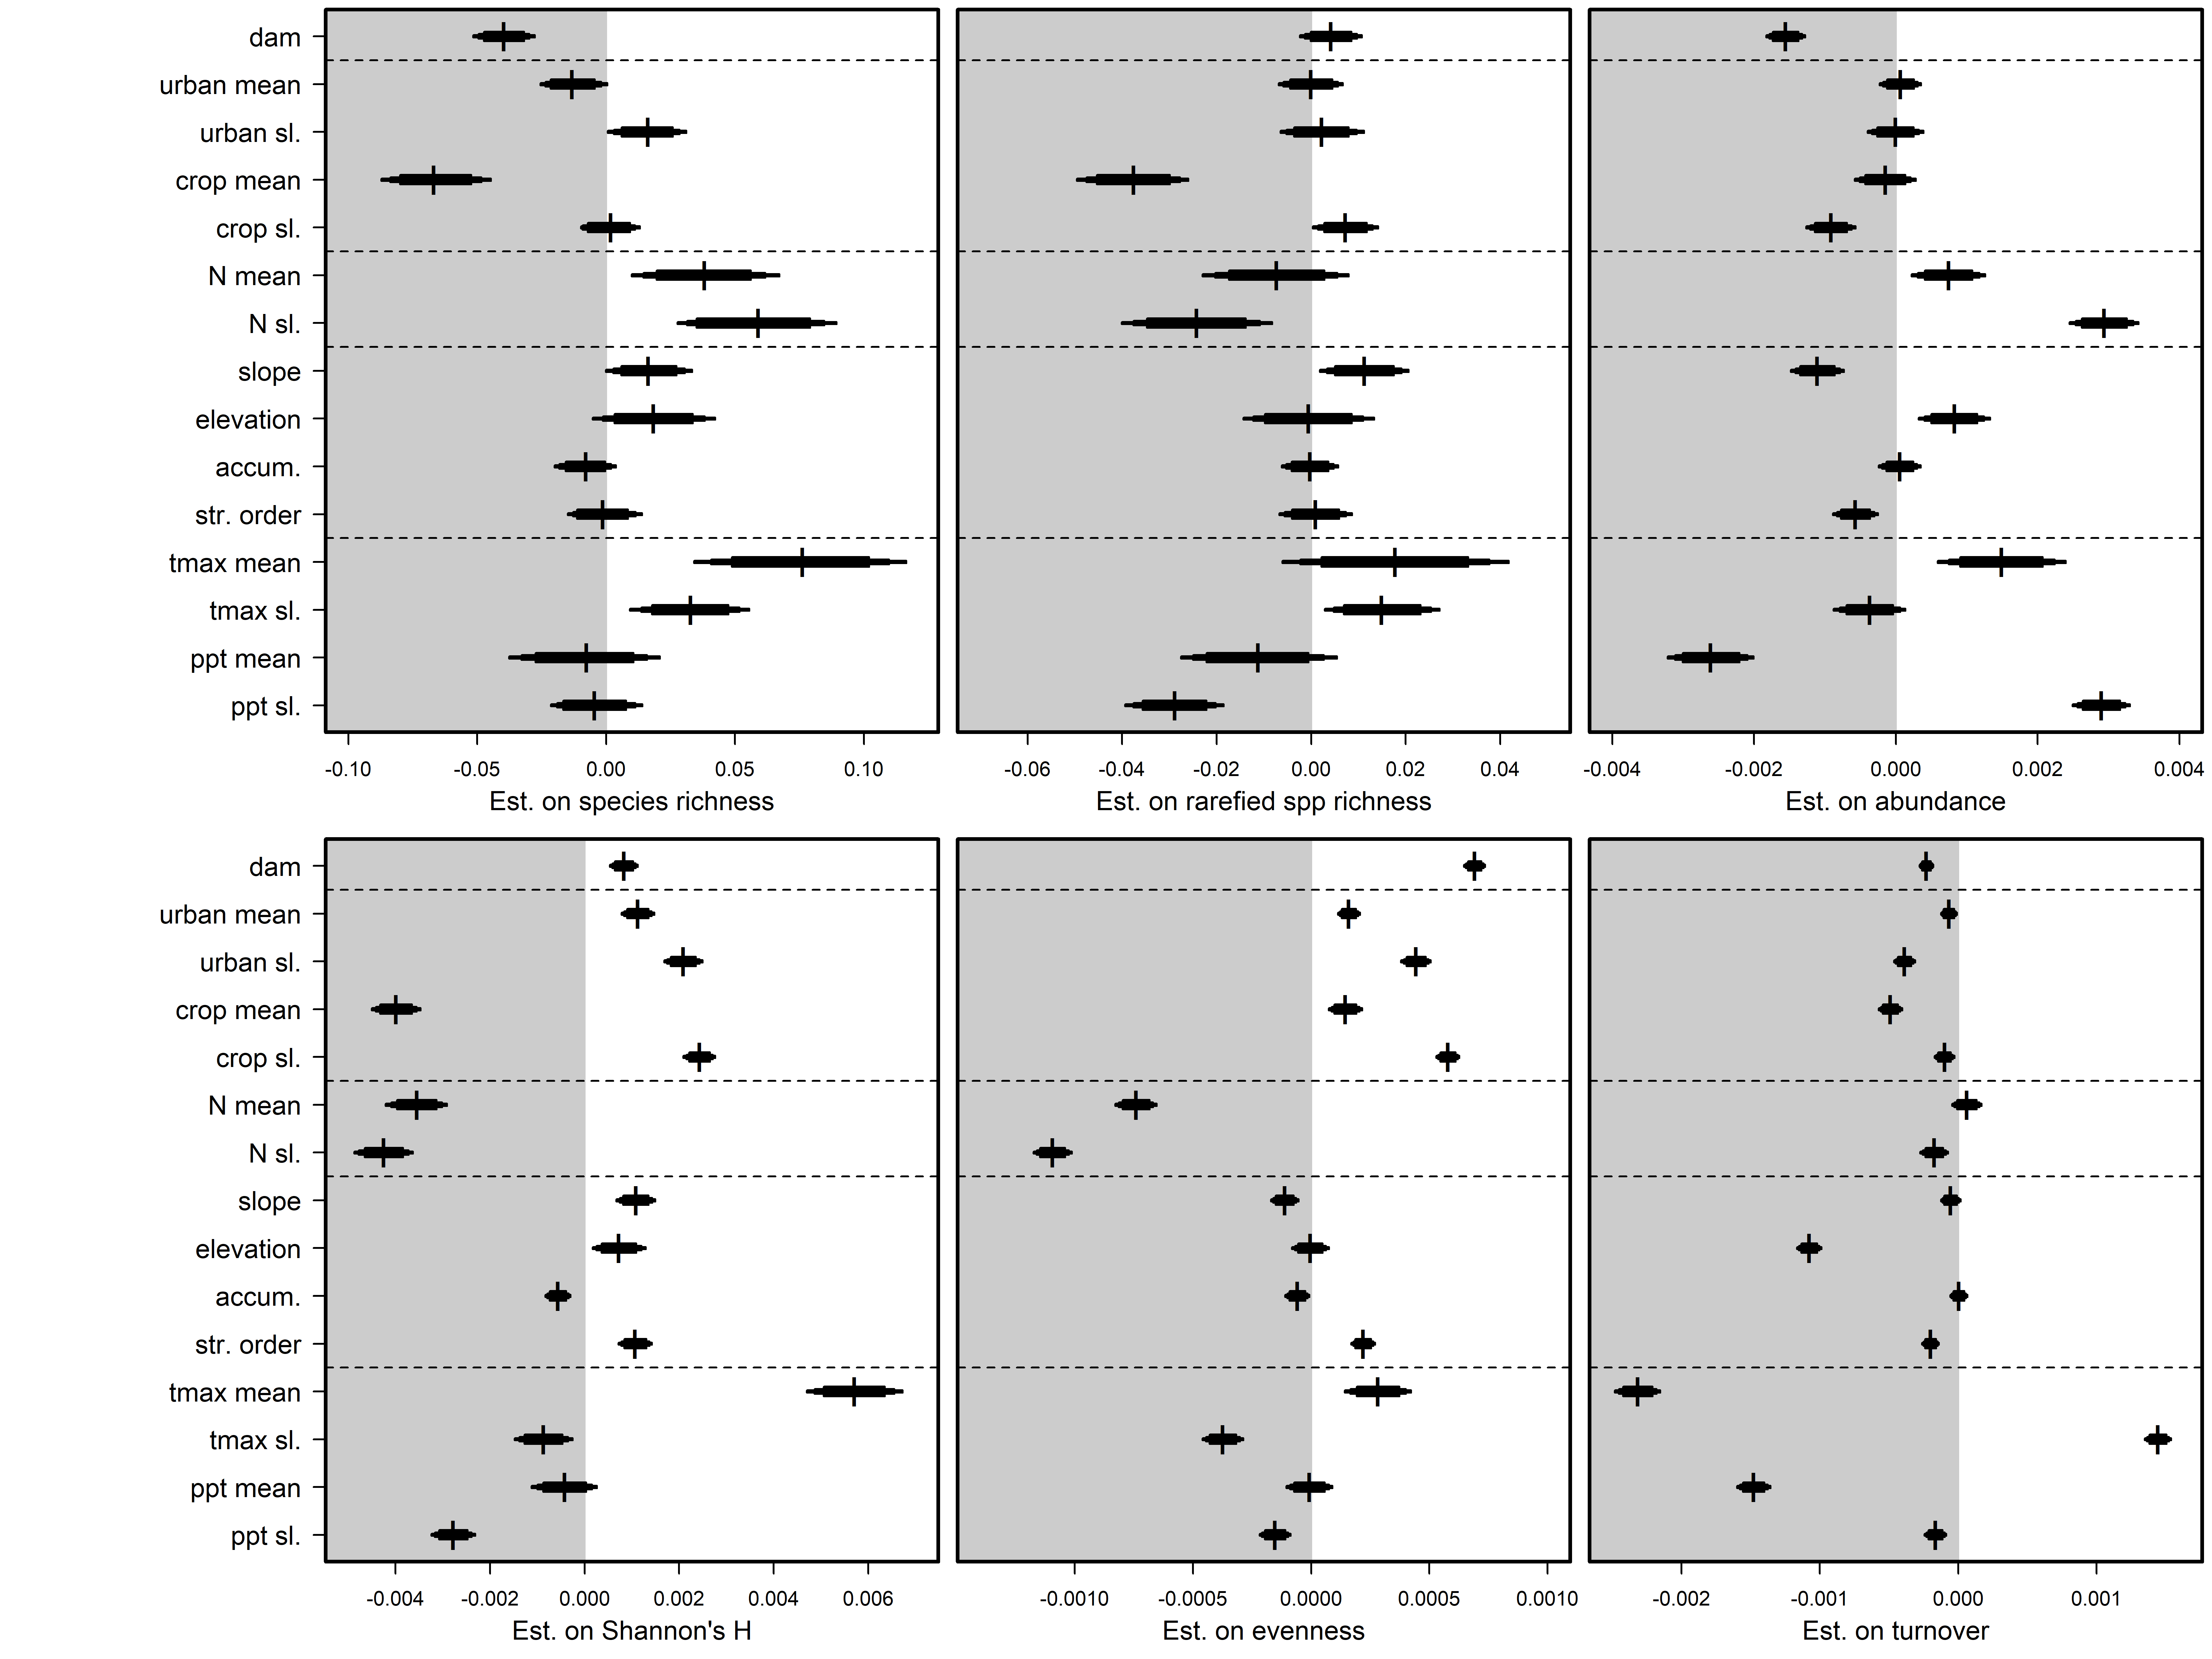 dam
urban mean
urban sl.
crop mean
crop sl.
N mean
N sl.
slope
elevation
accum.
str. order
tmax mean
tmax sl.
ppt mean
ppt sl.
-0.10 -0.05 0.00 0.05 0.10
Est. on species richness
-0.06 -0.04 -0.02 0.00 0.02 0.04
Est. on rarefied spp richness
-0.004 -0.002 0.000 0.002 0.004
Est. on abundance
dam
urban mean
urban sl.
crop mean
crop sl.
N mean
N sl.
slope
elevation
accum.
str. order
tmax mean
tmax sl.
ppt mean
ppt sl.
-0.004 -0.002 0.000 0.002 0.004 0.006
Est. on Shannon's H
-0.0010 -0.0005 0.0000 0.0005 0.0010
Est. on evenness
-0.002 -0.001 0.000 0.001
Est. on turnover